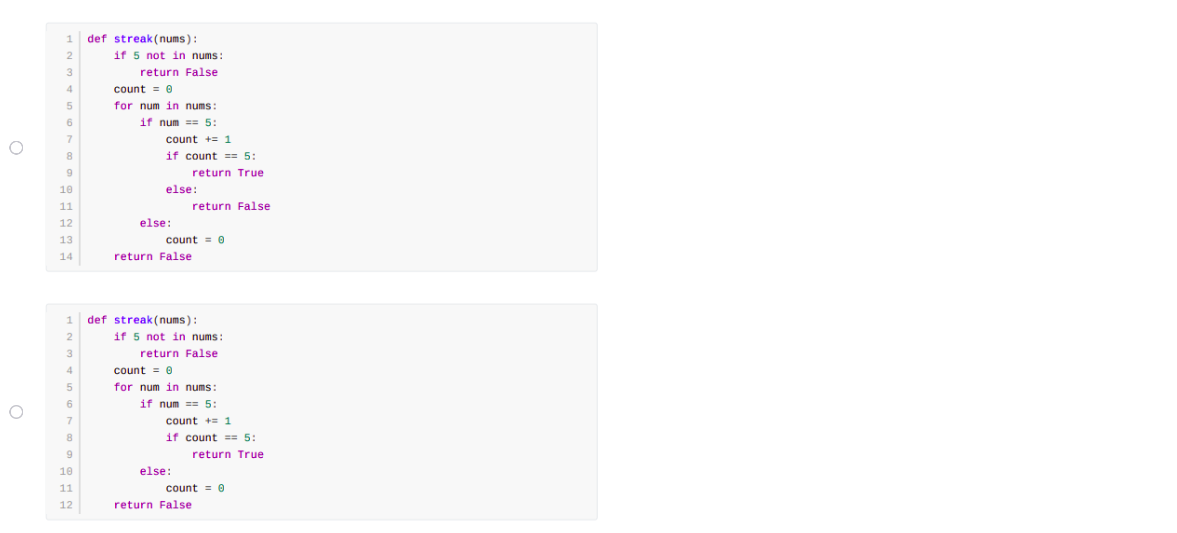 1 def streak(nums):
2     if 5 not in nums:
3         return False
4     count = 0
5     for num in nums:
6         if num == 5:
7             count += 1
8             if count == 5:
9                 return True
10             else:
11                 return False
12         else:
13             count = 0
14     return False
1 def streak(nums):
2     if 5 not in nums:
3         return False
4     count = 0
5     for num in nums:
6         if num == 5:
7             count += 1
8             if count == 5:
9                 return True
10         else:
11             count = 0
12     return False